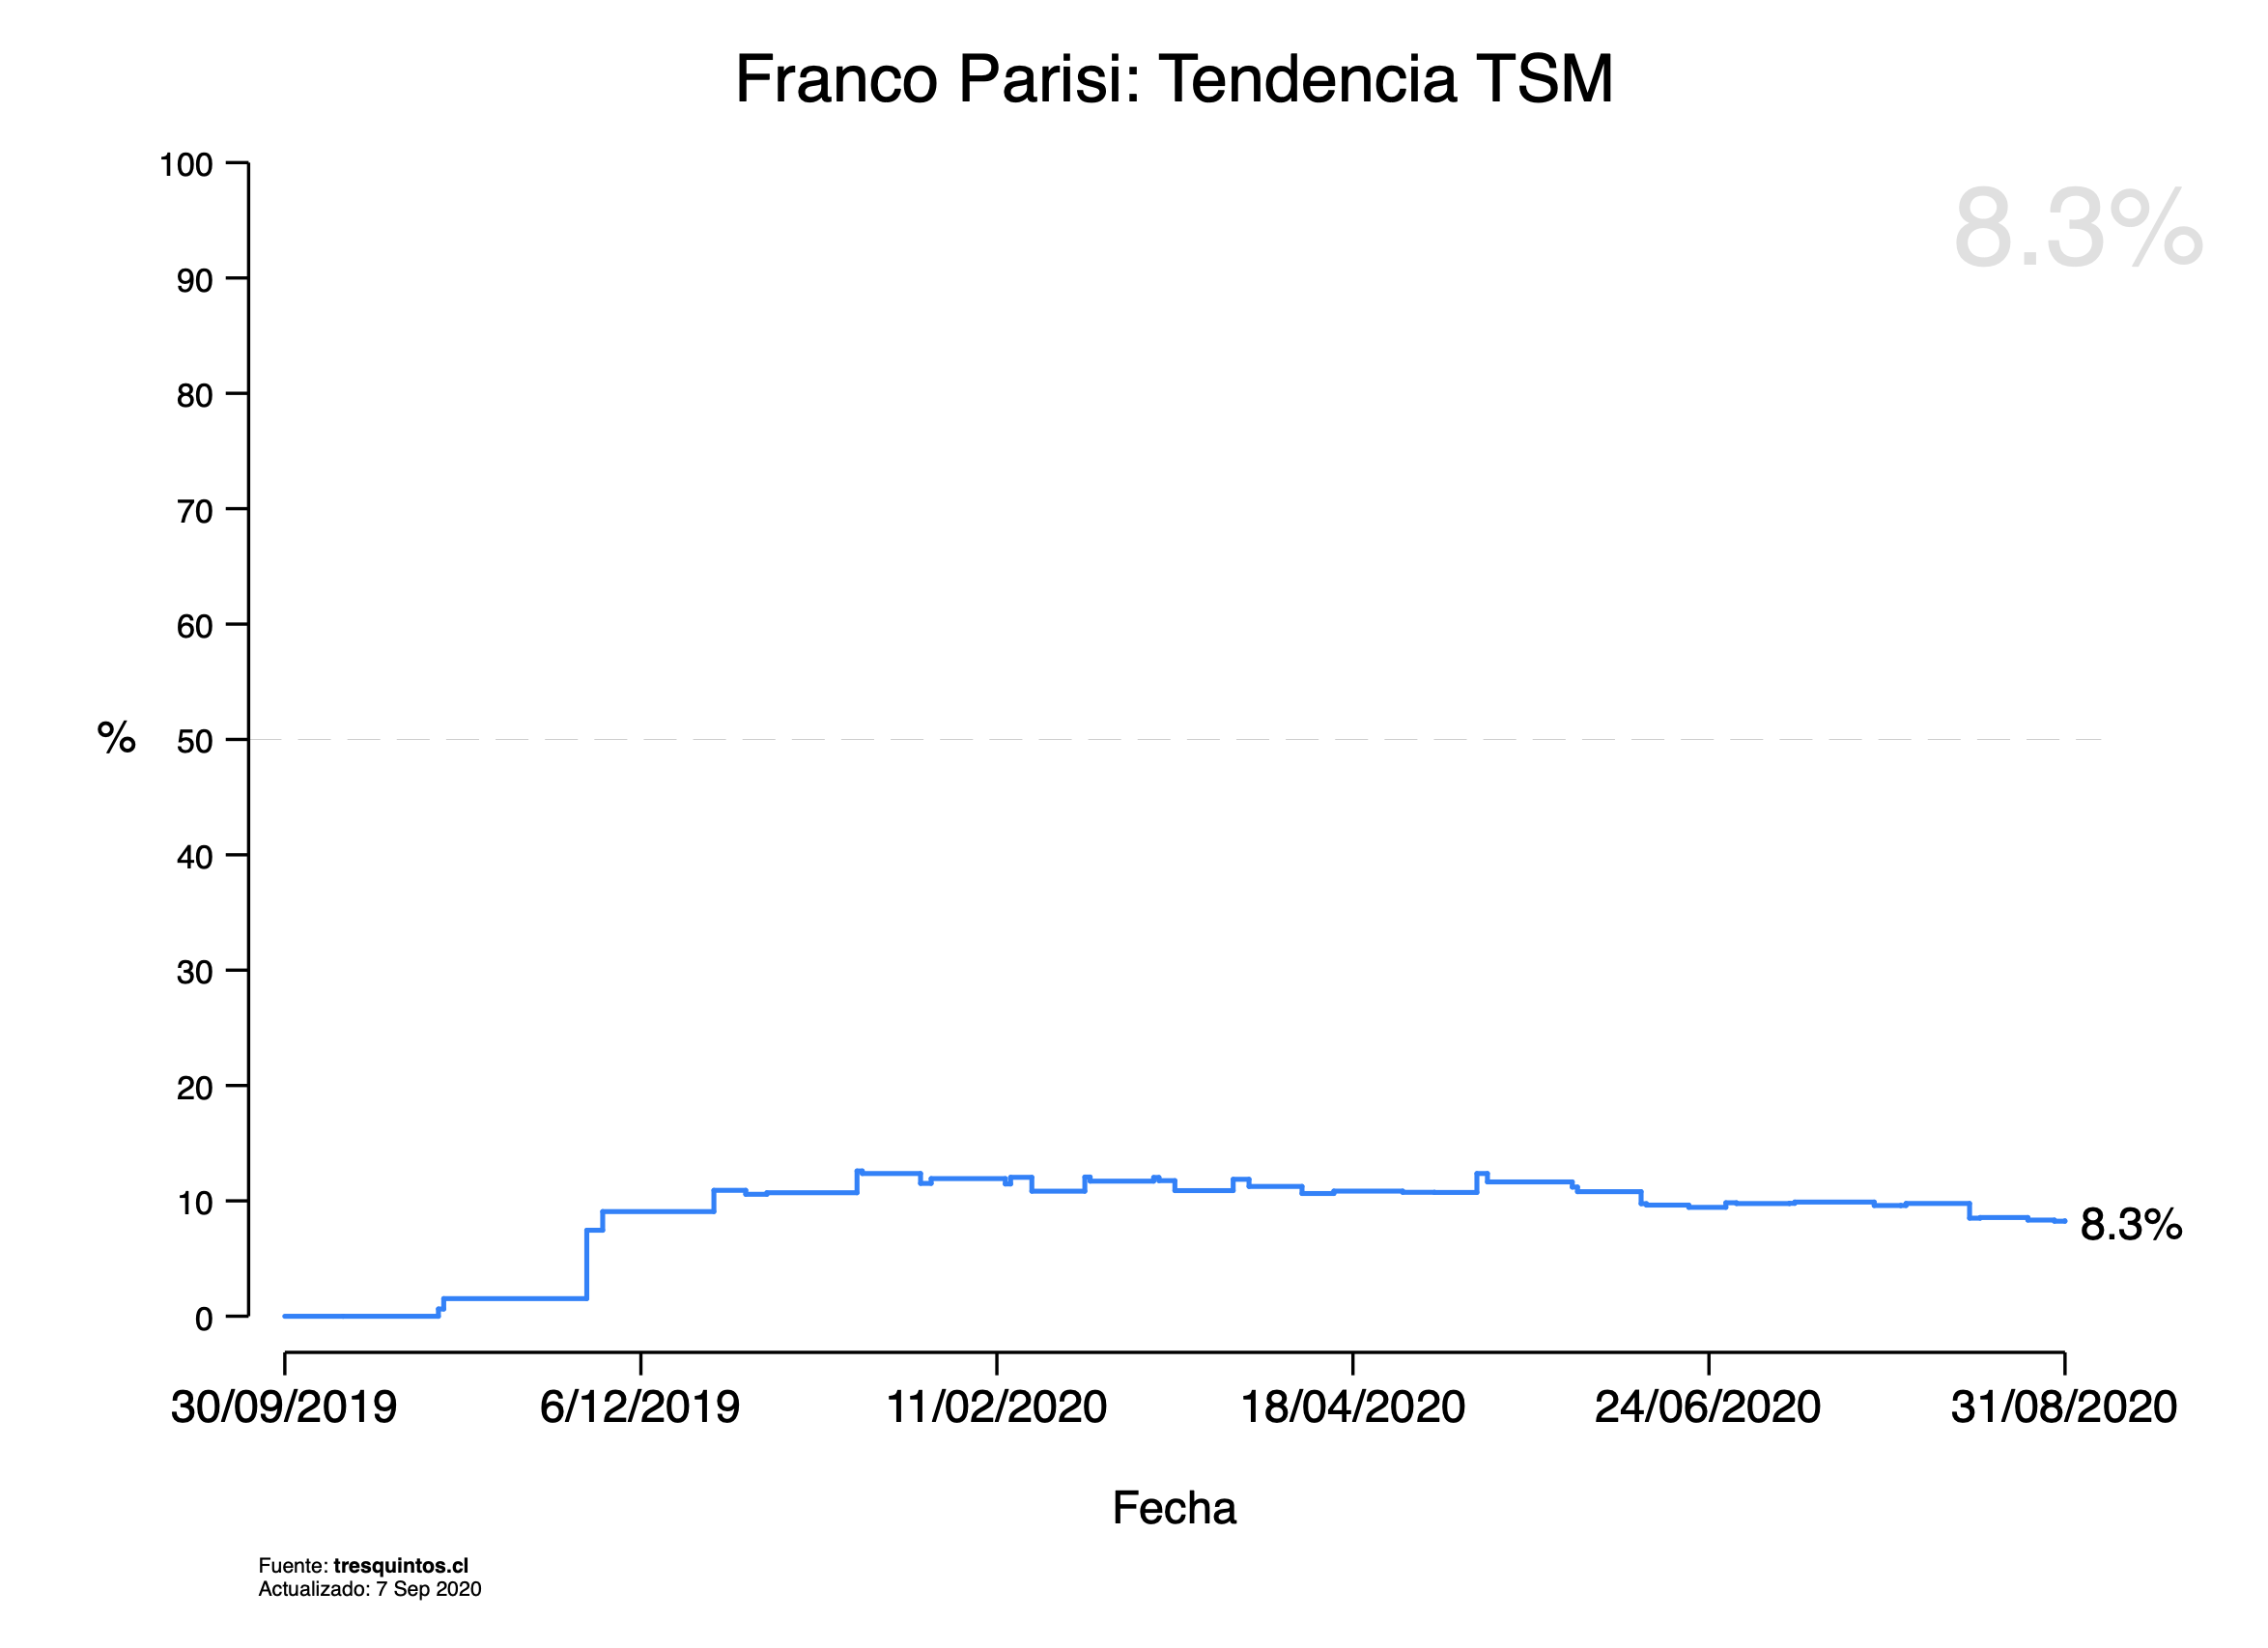 Franco Parisi: Tendencia TSM
8.3%
100
90
80
70
60
% 50
40
30
20
10
0
8.3%
30/09/2019 6/12/2019 11/02/2020 18/04/2020 24/06/2020 31/08/2020
Fecha
Fuente: tresquintos.cl
Actualizado: 7 Sep 2020